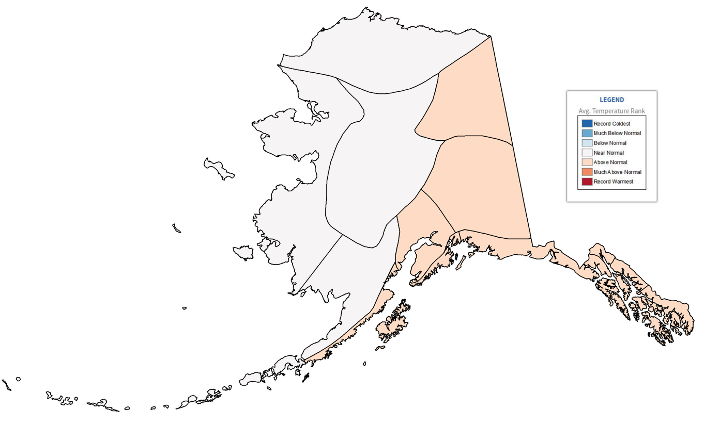 LEGEND
Avg. Temperature Rank
Record Coldest
Much Below Normal
Below Normal
Near Normal
Above Normal
Much Above Normal
Record Warmest